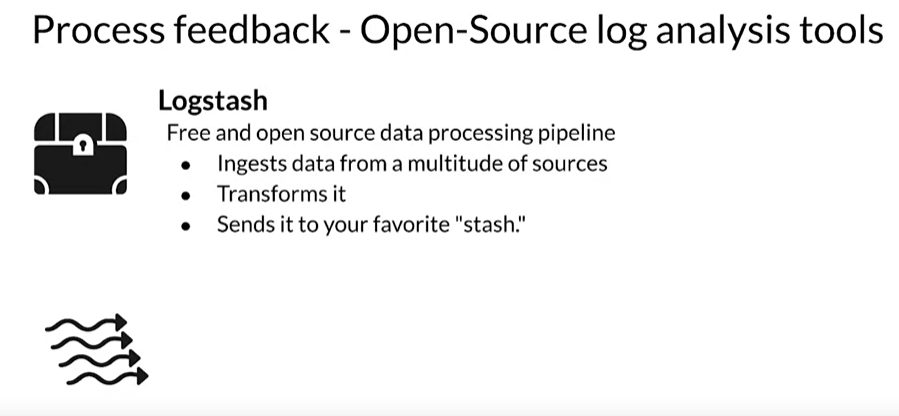 Process feedback - Open-Source log analysis tools
Logstash
Free and open source data processing pipeline
• Ingests data from a multitude of sources
• Transforms it
• Sends it to your favorite "stash."